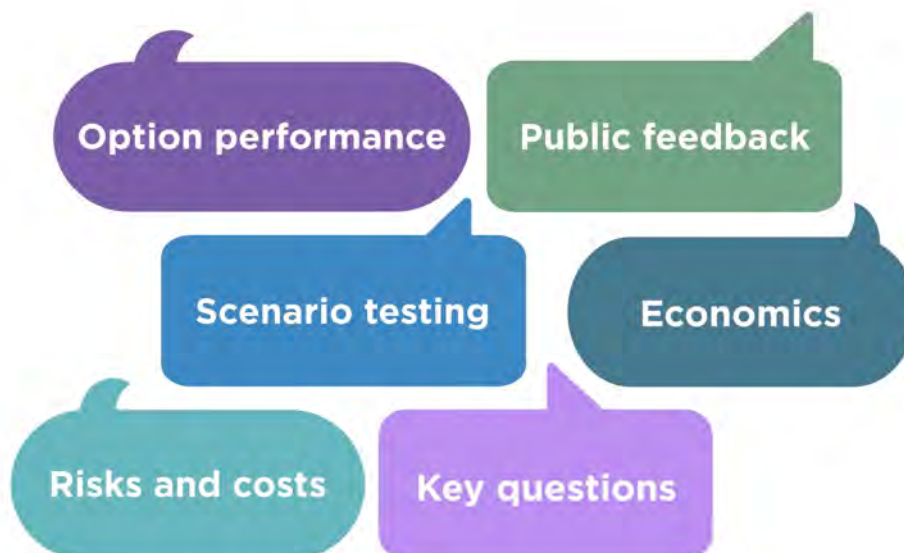 Option performance
Public feedback
Scenario testing
Economics
Risks and costs
Key questions